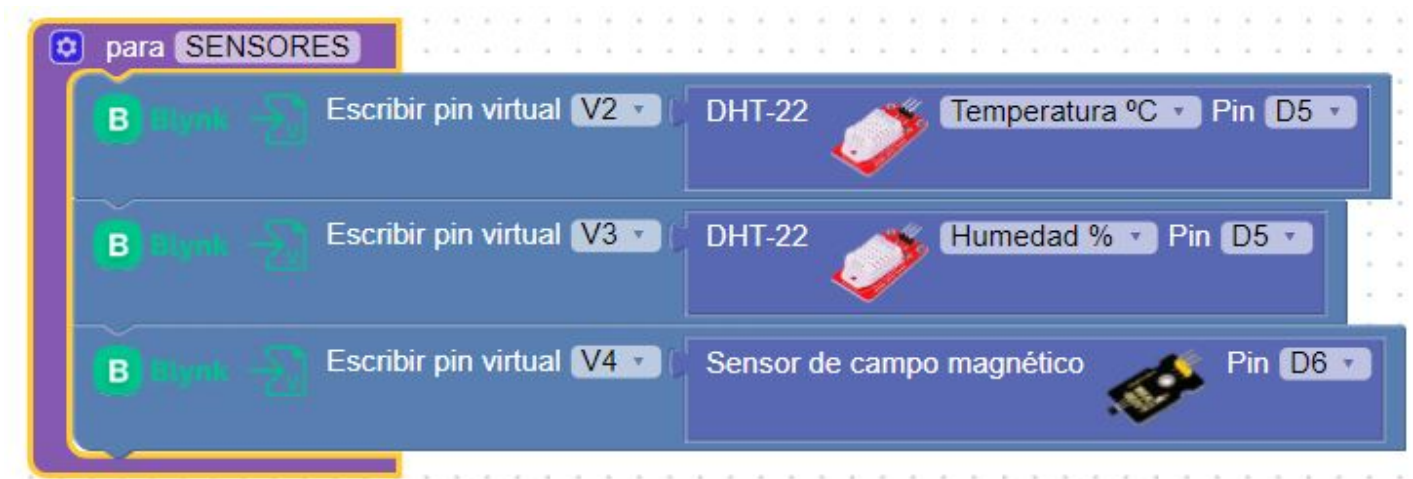 para SENSORES
B Blynk Escribir pin virtual V2 DHT-22 Temperatura ºC Pin D5
B Blynk Escribir pin virtual V3 DHT-22 Humedad % Pin D5
B Blynk Escribir pin virtual V4 Sensor de campo magnético Pin D6